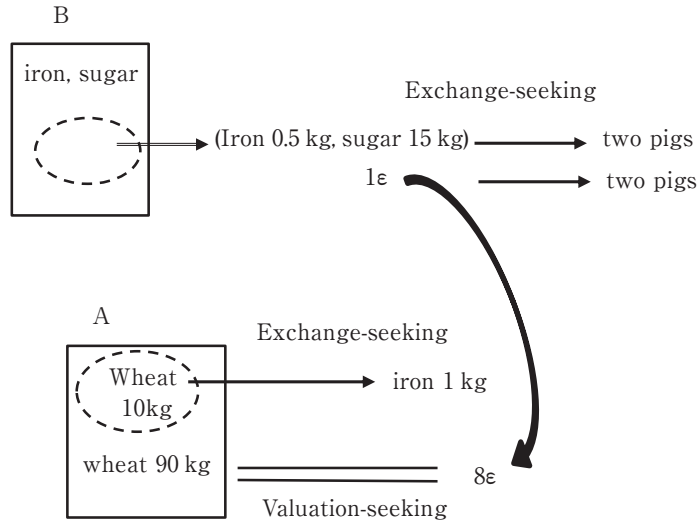 B
iron, sugar
Exchange-seeking
(Iron 0.5 kg, sugar 15 kg)
two pigs
1ε
two pigs
A
Exchange-seeking
Wheat
10kg
iron 1 kg
wheat 90 kg
8ε
Valuation-seeking